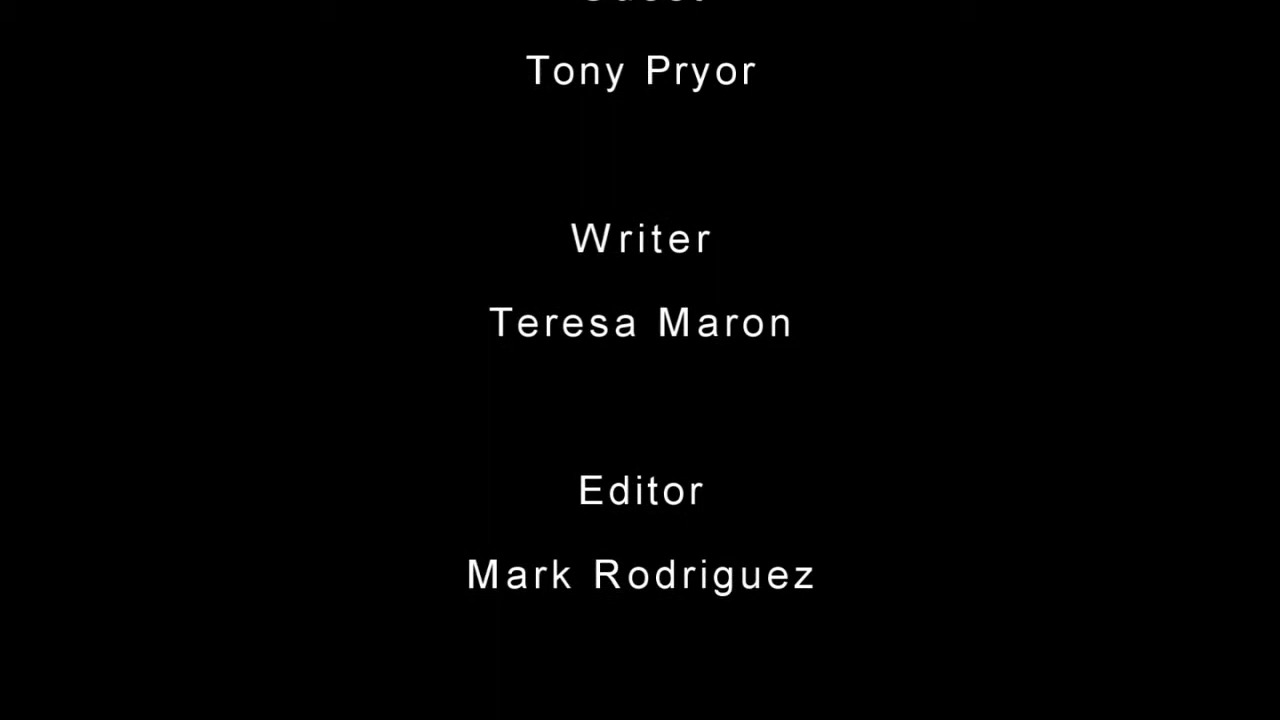 Tony Pryor
Writer
Teresa Maron
Editor
Mark Rodriguez